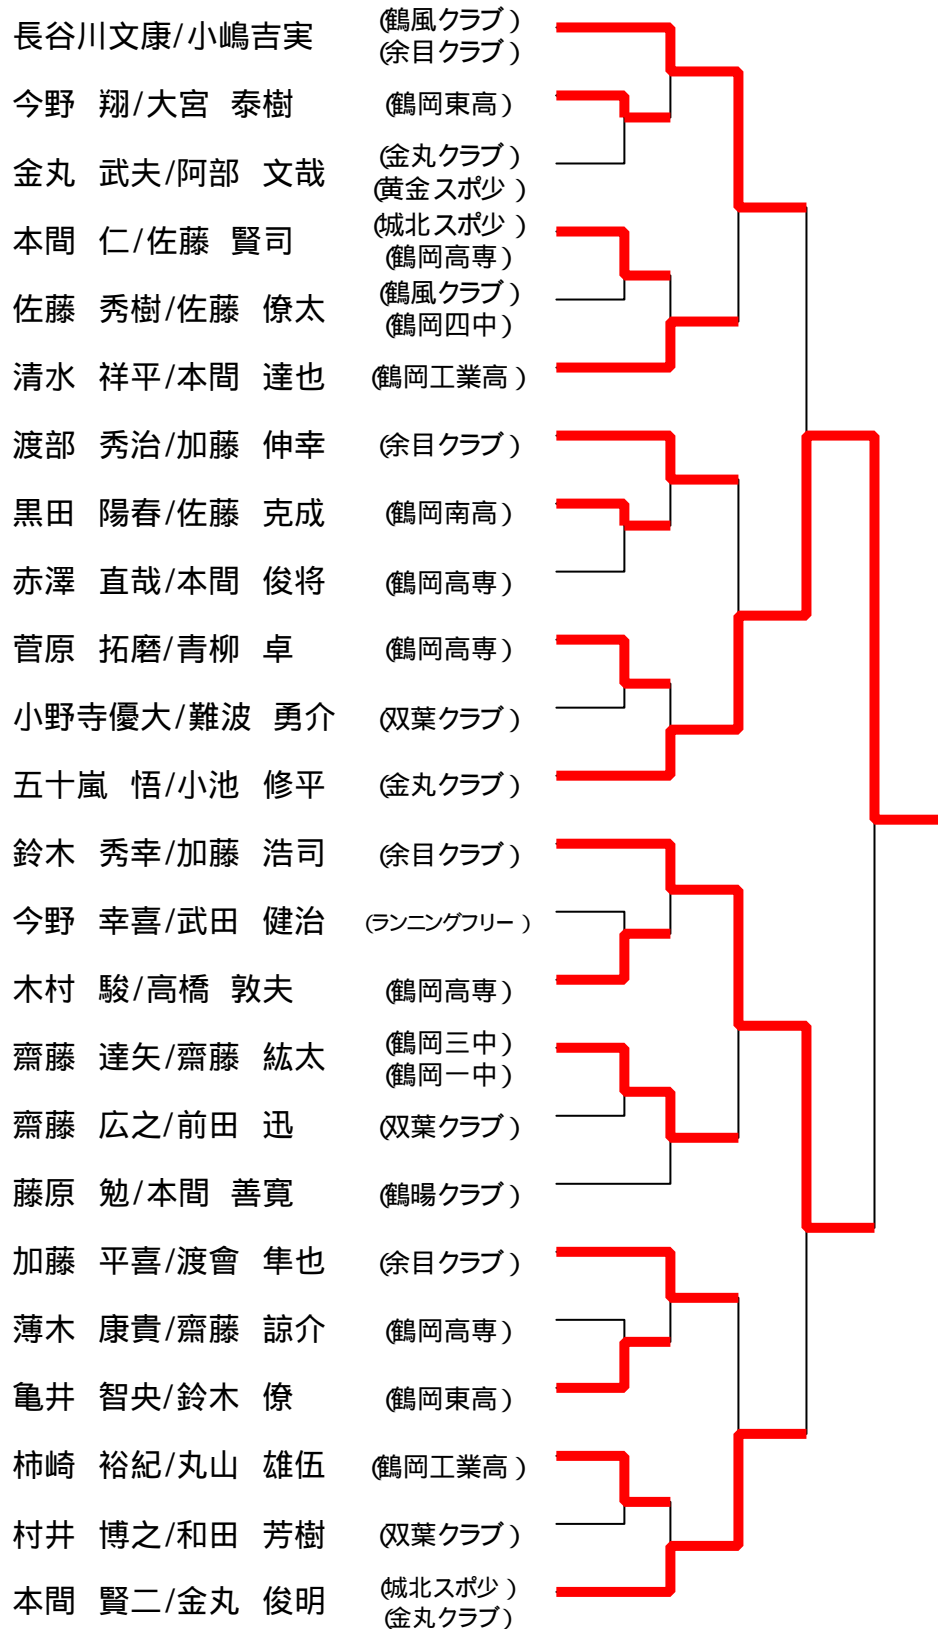 長谷川文康/小嶋吉実 (鶴風クラブ)
(余目クラブ)
今野 翔/大宮 泰樹 (鶴岡東高)
金丸 武夫/阿部 文哉 (金丸クラブ)
(黄金スポ少)
本間 仁/佐藤 賢司 (城北スポ少)
(鶴岡高専)
佐藤 秀樹/佐藤 僚太 (鶴風クラブ)
(鶴岡四中)
清水 祥平/本間 達也 (鶴岡工業高)
渡部 秀治/加藤 伸幸 (余目クラブ)
黒田 陽春/佐藤 克成 (鶴岡南高)
赤澤 直哉/本間 俊将 (鶴岡高専)
菅原 拓磨/青柳 卓 (鶴岡高専)
小野寺優大/難波 勇介 (双葉クラブ)
五十嵐 悟/小池 修平 (金丸クラブ)
鈴木 秀幸/加藤 浩司 (余目クラブ)
今野 幸喜/武田 健治 (ランニングフリー)
木村 駿/高橋 敦夫 (鶴岡高専)
齋藤 達矢/齋藤 紘太 (鶴岡三中)
(鶴岡一中)
齋藤 広之/前田 迅 (双葉クラブ)
藤原 勉/本間 善寛 (鶴暘クラブ)
加藤 平喜/渡會 隼也 (余目クラブ)
薄木 康貴/齋藤 諒介 (鶴岡高専)
亀井 智央/鈴木 僚 (鶴岡東高)
柿崎 裕紀/丸山 雄伍 (鶴岡工業高)
村井 博之/和田 芳樹 (双葉クラブ)
本間 賢二/金丸 俊明 (城北スポ少)
(金丸クラブ)